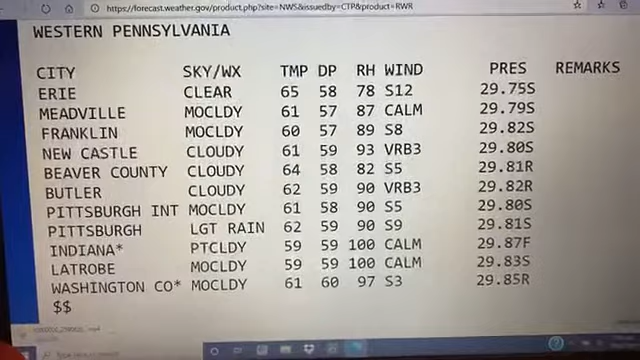 https://forecast.weather.gov/product.php?site=NWS&issuedby=CTP&product=RWR
WESTERN PENNSYLVANIA
CITY SKY/WX TMP DP RH WIND PRES REMARKS
ERIE CLEAR 65 58 78 S12 29.75S
MEADVILLE MOCLDY 61 57 87 CALM 29.79S
FRANKLIN MOCLDY 60 57 89 S8 29.82S
NEW CASTLE CLOUDY 61 59 93 VRB3 29.80S
BEAVER COUNTY CLOUDY 64 58 82 S5 29.81R
BUTLER CLOUDY 62 59 90 VRB3 29.82R
PITTSBURGH INT MOCLDY 61 58 90 S5 29.80S
PITTSBURGH LGT RAIN 62 59 90 S9 29.81S
INDIANA* PTCLDY 59 59 100 CALM 29.87F
LATROBE MOCLDY 59 59 100 CALM 29.83S
WASHINGTON CO* MOCLDY 61 60 97 S3 29.85R
$$
Type here to search